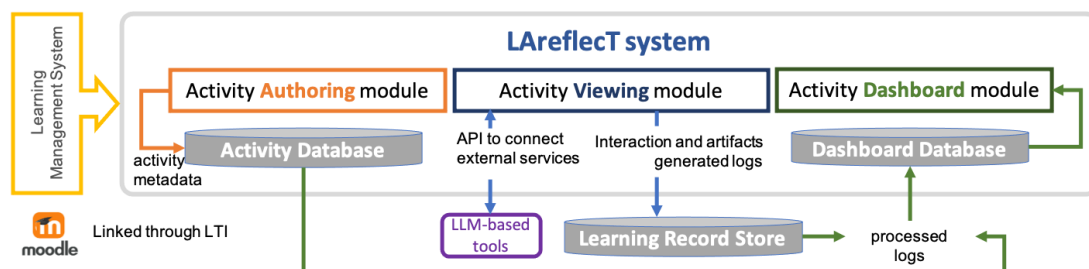 LAreflecT system
Learning
Management System
Activity Authoring module
Activity Viewing module
Activity Dashboard module
activity
metadata
Activity Database
API to connect
external services
Interaction and artifacts
generated logs
Dashboard Database
moodle
Linked through LTI
LLM-based
tools
Learning Record Store
processed
logs